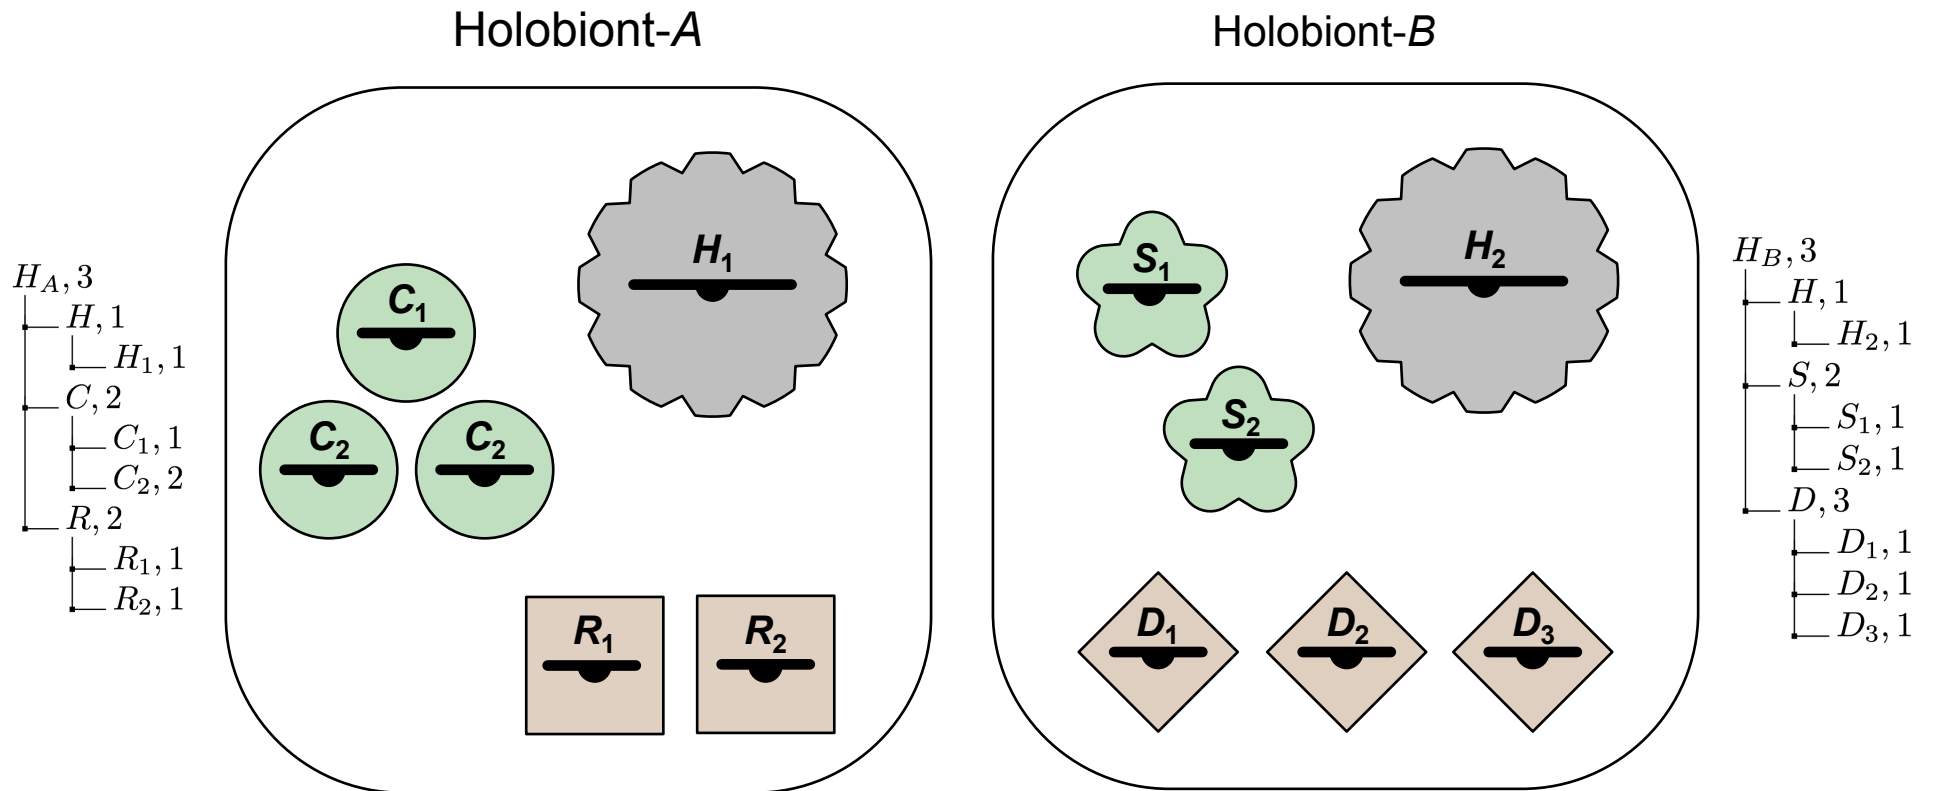 Holobiont-A
Holobiont-B
H_A, 3
H, 1
H_1, 1
C, 2
C_1, 1
C_2, 2
R, 2
R_1, 1
R_2, 1
C_1
C_2
C_2
H_1
R_1
R_2
S_1
S_2
H_2
D_1
D_2
D_3
H_B, 3
H, 1
H_2, 1
S, 2
S_1, 1
S_2, 1
D, 3
D_1, 1
D_2, 1
D_3, 1